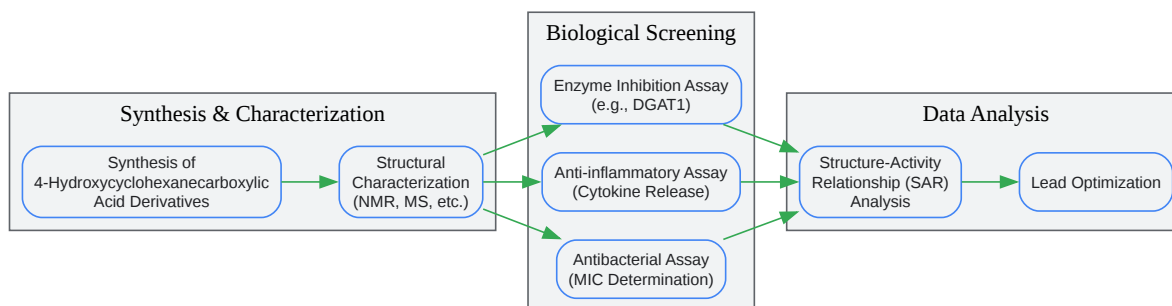 Synthesis & Characterization
Synthesis of
4-Hydroxycyclohexanecarboxylic
Acid Derivatives
Structural
Characterization
(NMR, MS, etc.)
Biological Screening
Enzyme Inhibition Assay
(e.g., DGAT1)
Anti-inflammatory Assay
(Cytokine Release)
Antibacterial Assay
(MIC Determination)
Data Analysis
Structure-Activity
Relationship (SAR)
Analysis
Lead Optimization